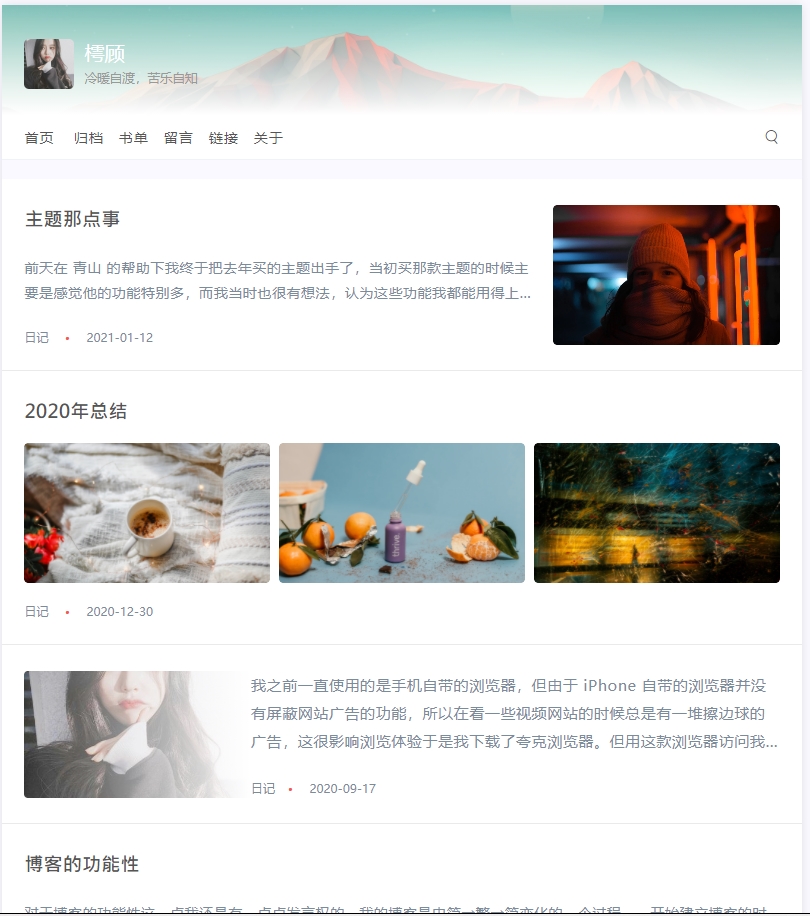 樗顾
冷暖自渡，苦乐自知
首页 归档 书单 留言 链接 关于
主题那点事
前天在 青山 的帮助下我终于把去年买的主题出手了，当初买那款主题的时候主
要是感觉他的功能特别多，而我当时也很有想法，认为这些功能我都能用得上...
日记 • 2021-01-12
2020年总结
thrive
日记 • 2020-12-30
我之前一直使用的是手机自带的浏览器，但由于 iPhone 自带的浏览器并没
有屏蔽网站广告的功能，所以在看一些视频网站的时候总是有一堆擦边球的
广告，这很影响浏览体验于是我下载了夸克浏览器。但用这款浏览器访问我...
日记 • 2020-09-17
博客的功能性